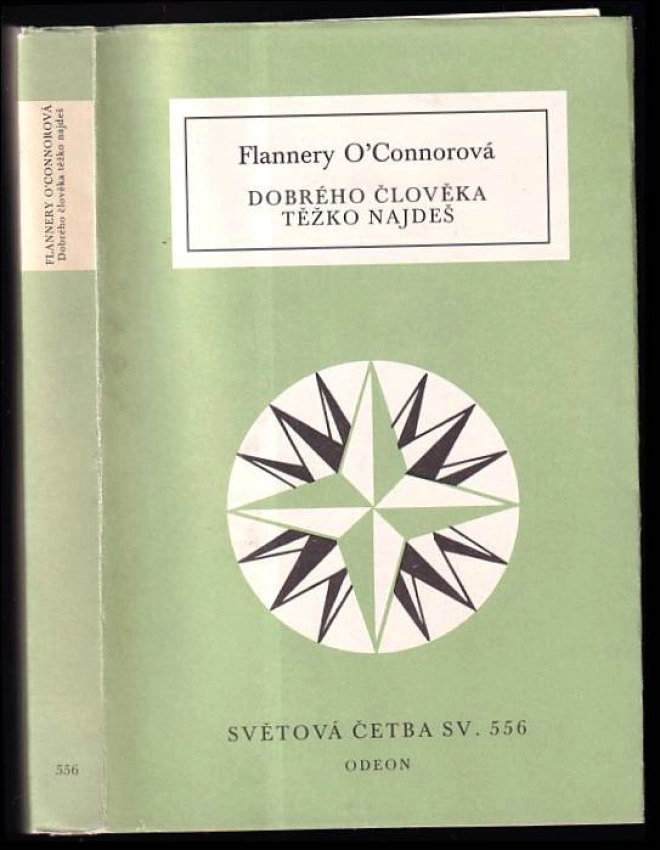 FLANNERY O'CONNOROVÁ
Dobrého člověka těžko najdeš
556
Flannery O'Connorová
DOBRÉHO ČLOVĚKA
TĚŽKO NAJDEŠ
SVĚTOVÁ ČETBA SV. 556
ODEON